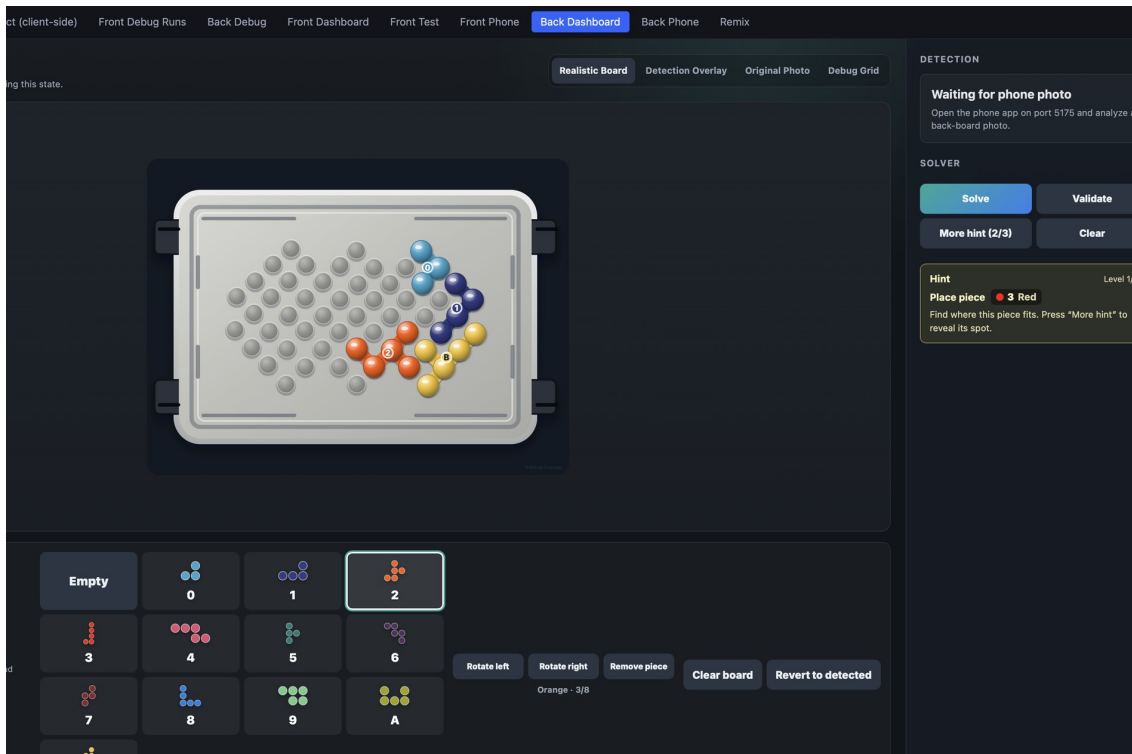 ct (client-side) Front Debug Runs Back Debug Front Dashboard Front Test Front Phone Back Dashboard Back Phone Remix
ing this state.
Realistic Board Detection Overlay Original Photo Debug Grid
0
1
2
B
DETECTION
Waiting for phone photo
Open the phone app on port 5175 and analyze a
back-board photo.
SOLVER
Solve Validate
More hint (2/3) Clear
Hint Level 1/
Place piece 3 Red
Find where this piece fits. Press “More hint” to
reveal its spot.
Empty 0 1 2
3 4 5 6
7 8 9 A
Rotate left Rotate right Remove piece Clear board Revert to detected
Orange · 3/8